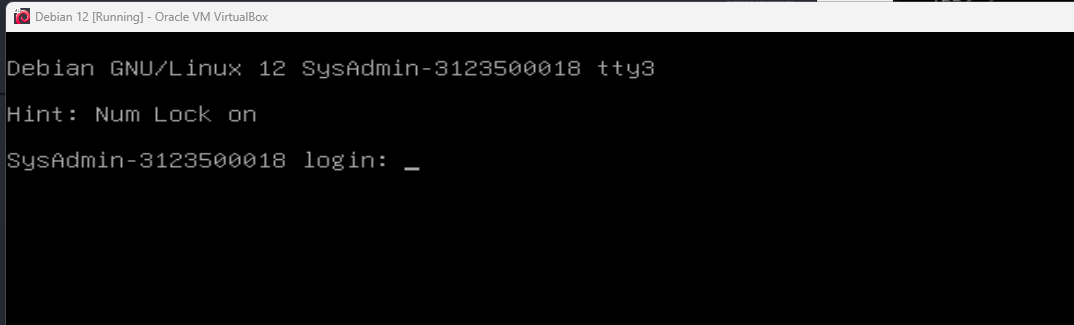 Debian 12 [Running] - Oracle VM VirtualBox
Debian GNU/Linux 12 SysAdmin-3123500018 tty3
Hint: Num Lock on
SysAdmin-3123500018 login: _